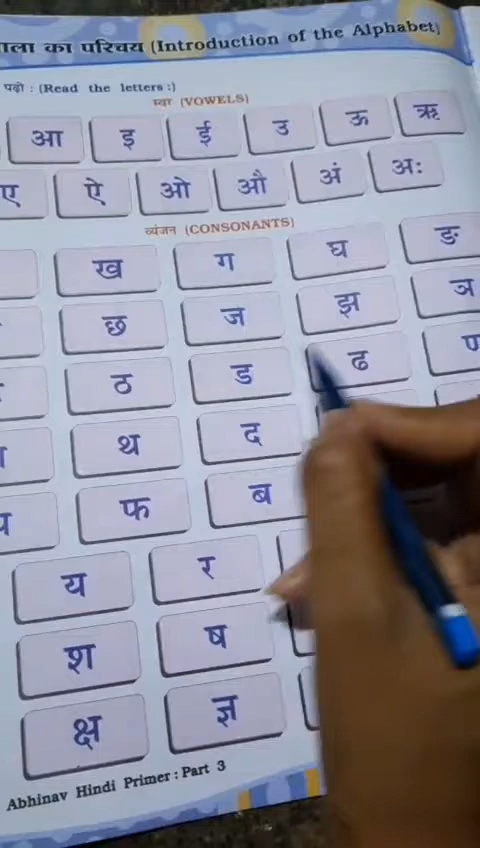 का परिचय (Introduction of the Alphabet)
पढ़ो : (Read the letters :)
स्वर (VOWELS)
आ इ ई उ ऊ ऋ
ए ऐ ओ औ अं अः
व्यंजन (CONSONANTS)
ख ग घ ङ
छ ज झ ञ
ठ ड ढ ण
थ द
फ ब
य र
श ष
क्ष ज्ञ
Abhinav Hindi Primer : Part 3